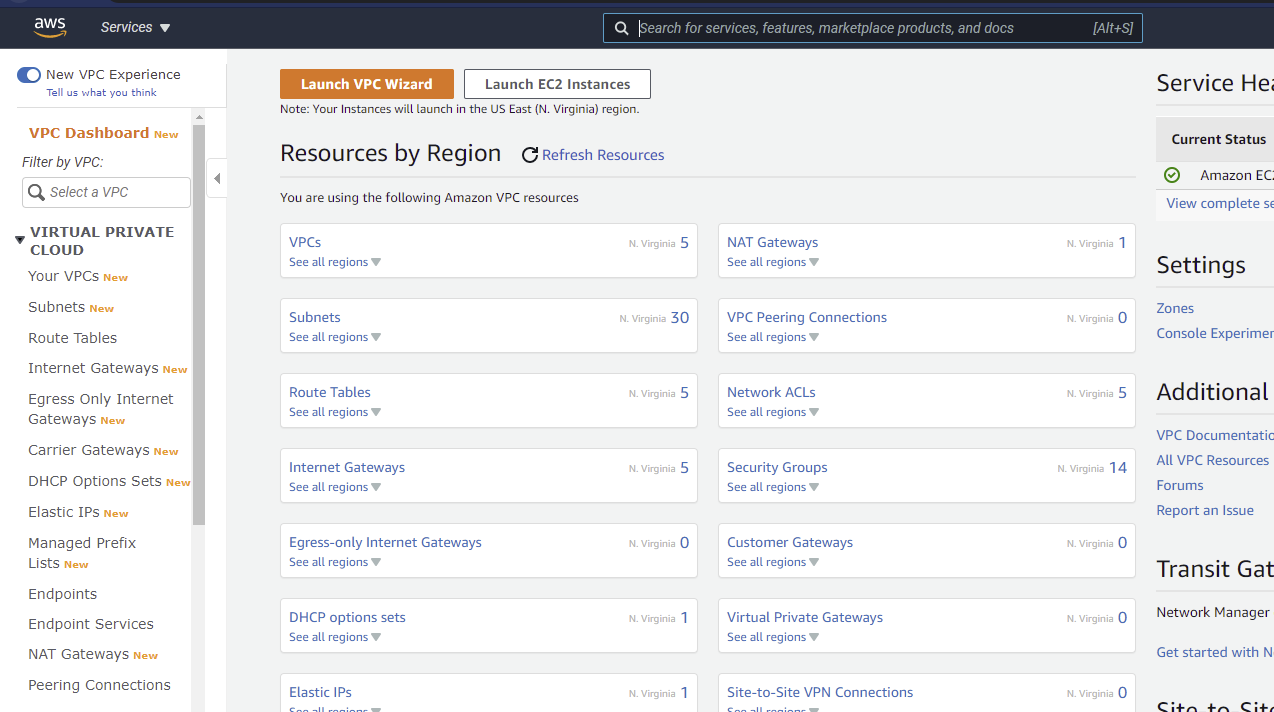 aws
Services
Search for services, features, marketplace products, and docs
[Alt+S]
New VPC Experience
Tell us what you think
VPC Dashboard New
Filter by VPC:
Select a VPC
VIRTUAL PRIVATE
CLOUD
Your VPCs New
Subnets New
Route Tables
Internet Gateways New
Egress Only Internet
Gateways New
Carrier Gateways New
DHCP Options Sets New
Elastic IPs New
Managed Prefix
Lists New
Endpoints
Endpoint Services
NAT Gateways New
Peering Connections
Launch VPC Wizard
Launch EC2 Instances
Note: Your Instances will launch in the US East (N. Virginia) region.
Resources by Region
Refresh Resources
You are using the following Amazon VPC resources
VPCs
N. Virginia 5
See all regions
NAT Gateways
N. Virginia 1
See all regions
Subnets
N. Virginia 30
See all regions
VPC Peering Connections
N. Virginia 0
See all regions
Route Tables
N. Virginia 5
See all regions
Network ACLs
N. Virginia 5
See all regions
Internet Gateways
N. Virginia 5
See all regions
Security Groups
N. Virginia 14
See all regions
Egress-only Internet Gateways
N. Virginia 0
See all regions
Customer Gateways
N. Virginia 0
See all regions
DHCP options sets
N. Virginia 1
See all regions
Virtual Private Gateways
N. Virginia 0
See all regions
Elastic IPs
N. Virginia 1
See all regions
Site-to-Site VPN Connections
N. Virginia 0
See all regions
Service Hea
Current Status
Amazon EC2
View complete se
Settings
Zones
Console Experimen
Additional
VPC Documentatio
All VPC Resources
Forums
Report an Issue
Transit Gat
Network Manager
Get started with N
Site-to-Site